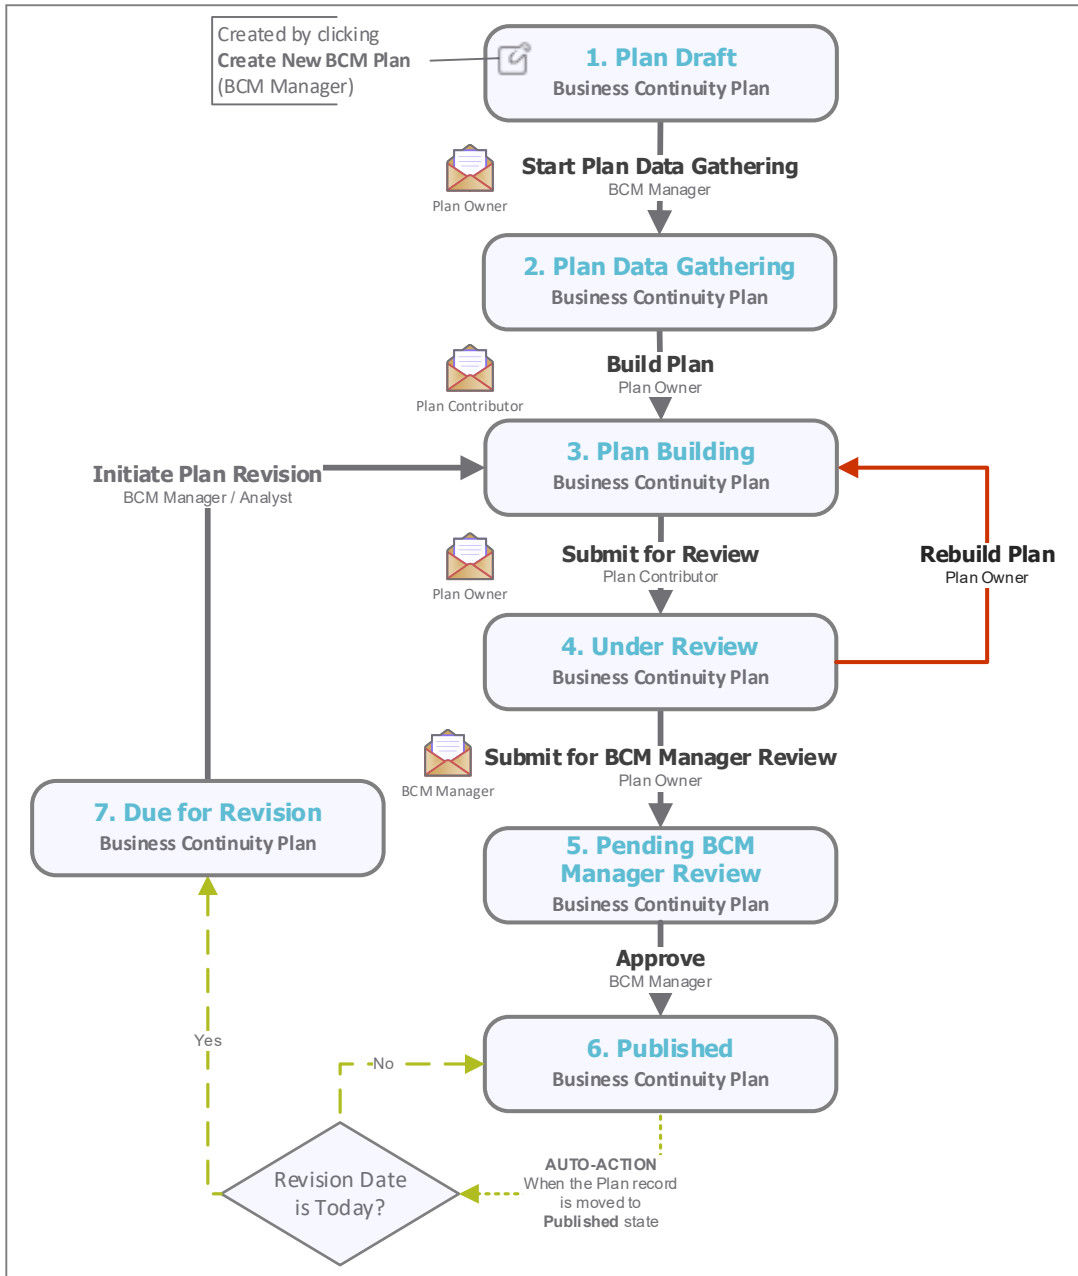 Created by clicking
Create New BCM Plan
(BCM Manager)
1. Plan Draft
Business Continuity Plan
Start Plan Data Gathering
BCM Manager
Plan Owner
2. Plan Data Gathering
Business Continuity Plan
Build Plan
Plan Owner
Plan Contributor
3. Plan Building
Business Continuity Plan
Initiate Plan Revision
BCM Manager / Analyst
Submit for Review
Plan Contributor
Plan Owner
Rebuild Plan
Plan Owner
4. Under Review
Business Continuity Plan
Submit for BCM Manager Review
Plan Owner
BCM Manager
7. Due for Revision
Business Continuity Plan
5. Pending BCM
Manager Review
Business Continuity Plan
Approve
BCM Manager
6. Published
Business Continuity Plan
Yes
No
Revision Date
is Today?
AUTO-ACTION
When the Plan record
is moved to
Published state